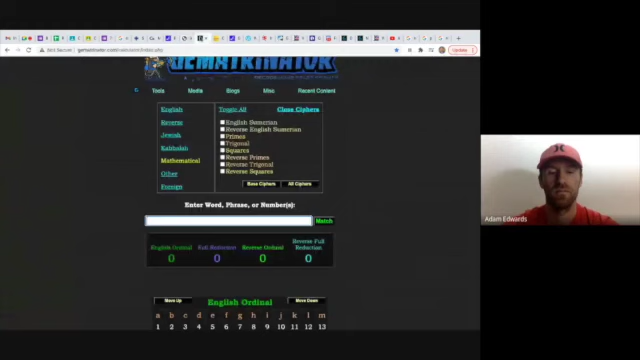 Update
GEMATRINATOR
Tools Media Blogs Misc Recent Content
English
Reverse
Jewish
Kabbalah
Mathematical
Other
Foreign
Toggle All Close Ciphers
English Sumerian
Reverse English Sumerian
Primes
Trigonal
Squares
Reverse Primes
Reverse Trigonal
Reverse Squares
Base Ciphers All Ciphers
Enter Word, Phrase, or Number(s):
Match
English Ordinal Full Reduction Reverse Ordinal Reverse Full Reduction
0 0 0 0
Move Up English Ordinal Move Down
a b c d e f g h i j k l m
1 2 3 4 5 6 7 8 9 10 11 12 13
Adam Edwards